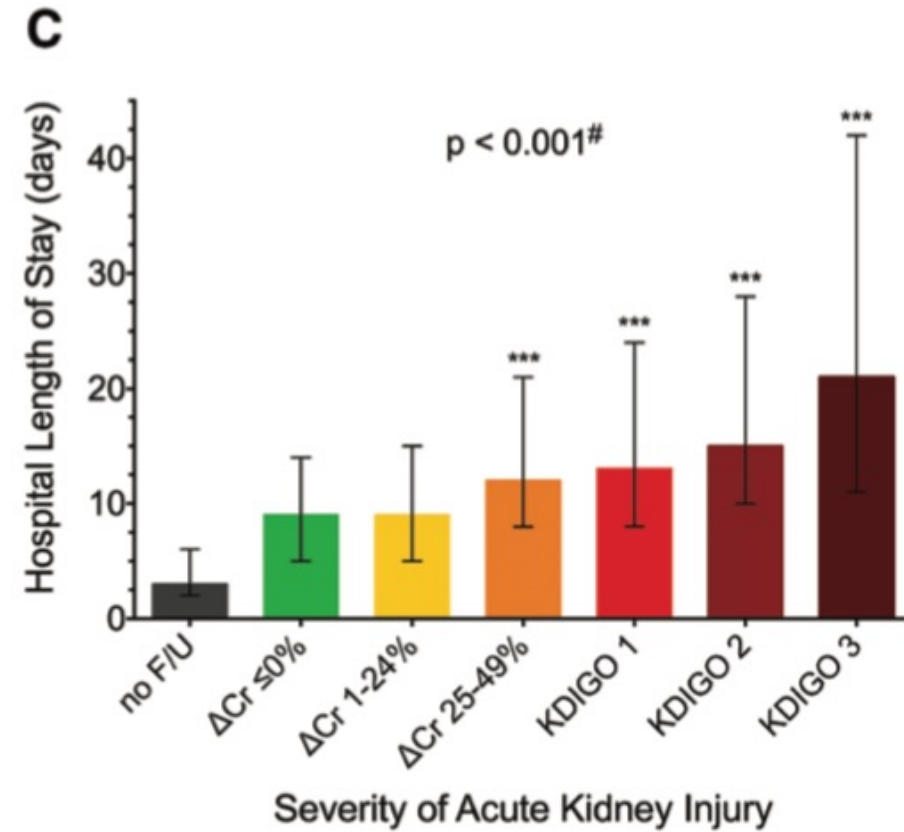 C
Hospital Length of Stay (days)
p < 0.001#
40
30
20
10
0
***
***
***
***
no F/U
ΔCr ≤0%
ΔCr 1-24%
ΔCr 25-49%
KDIGO 1
KDIGO 2
KDIGO 3
Severity of Acute Kidney Injury